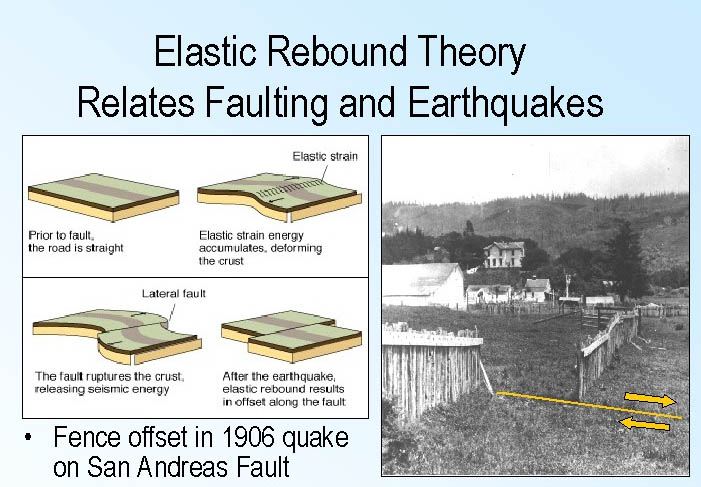 Elastic Rebound Theory
Relates Faulting and Earthquakes
Elastic strain
Prior to fault,
the road is straight
Elastic strain energy
accumulates, deforming
the crust
Lateral fault
The fault ruptures the crust,
releasing seismic energy
After the earthquake,
elastic rebound results
in offset along the fault
• Fence offset in 1906 quake
on San Andreas Fault